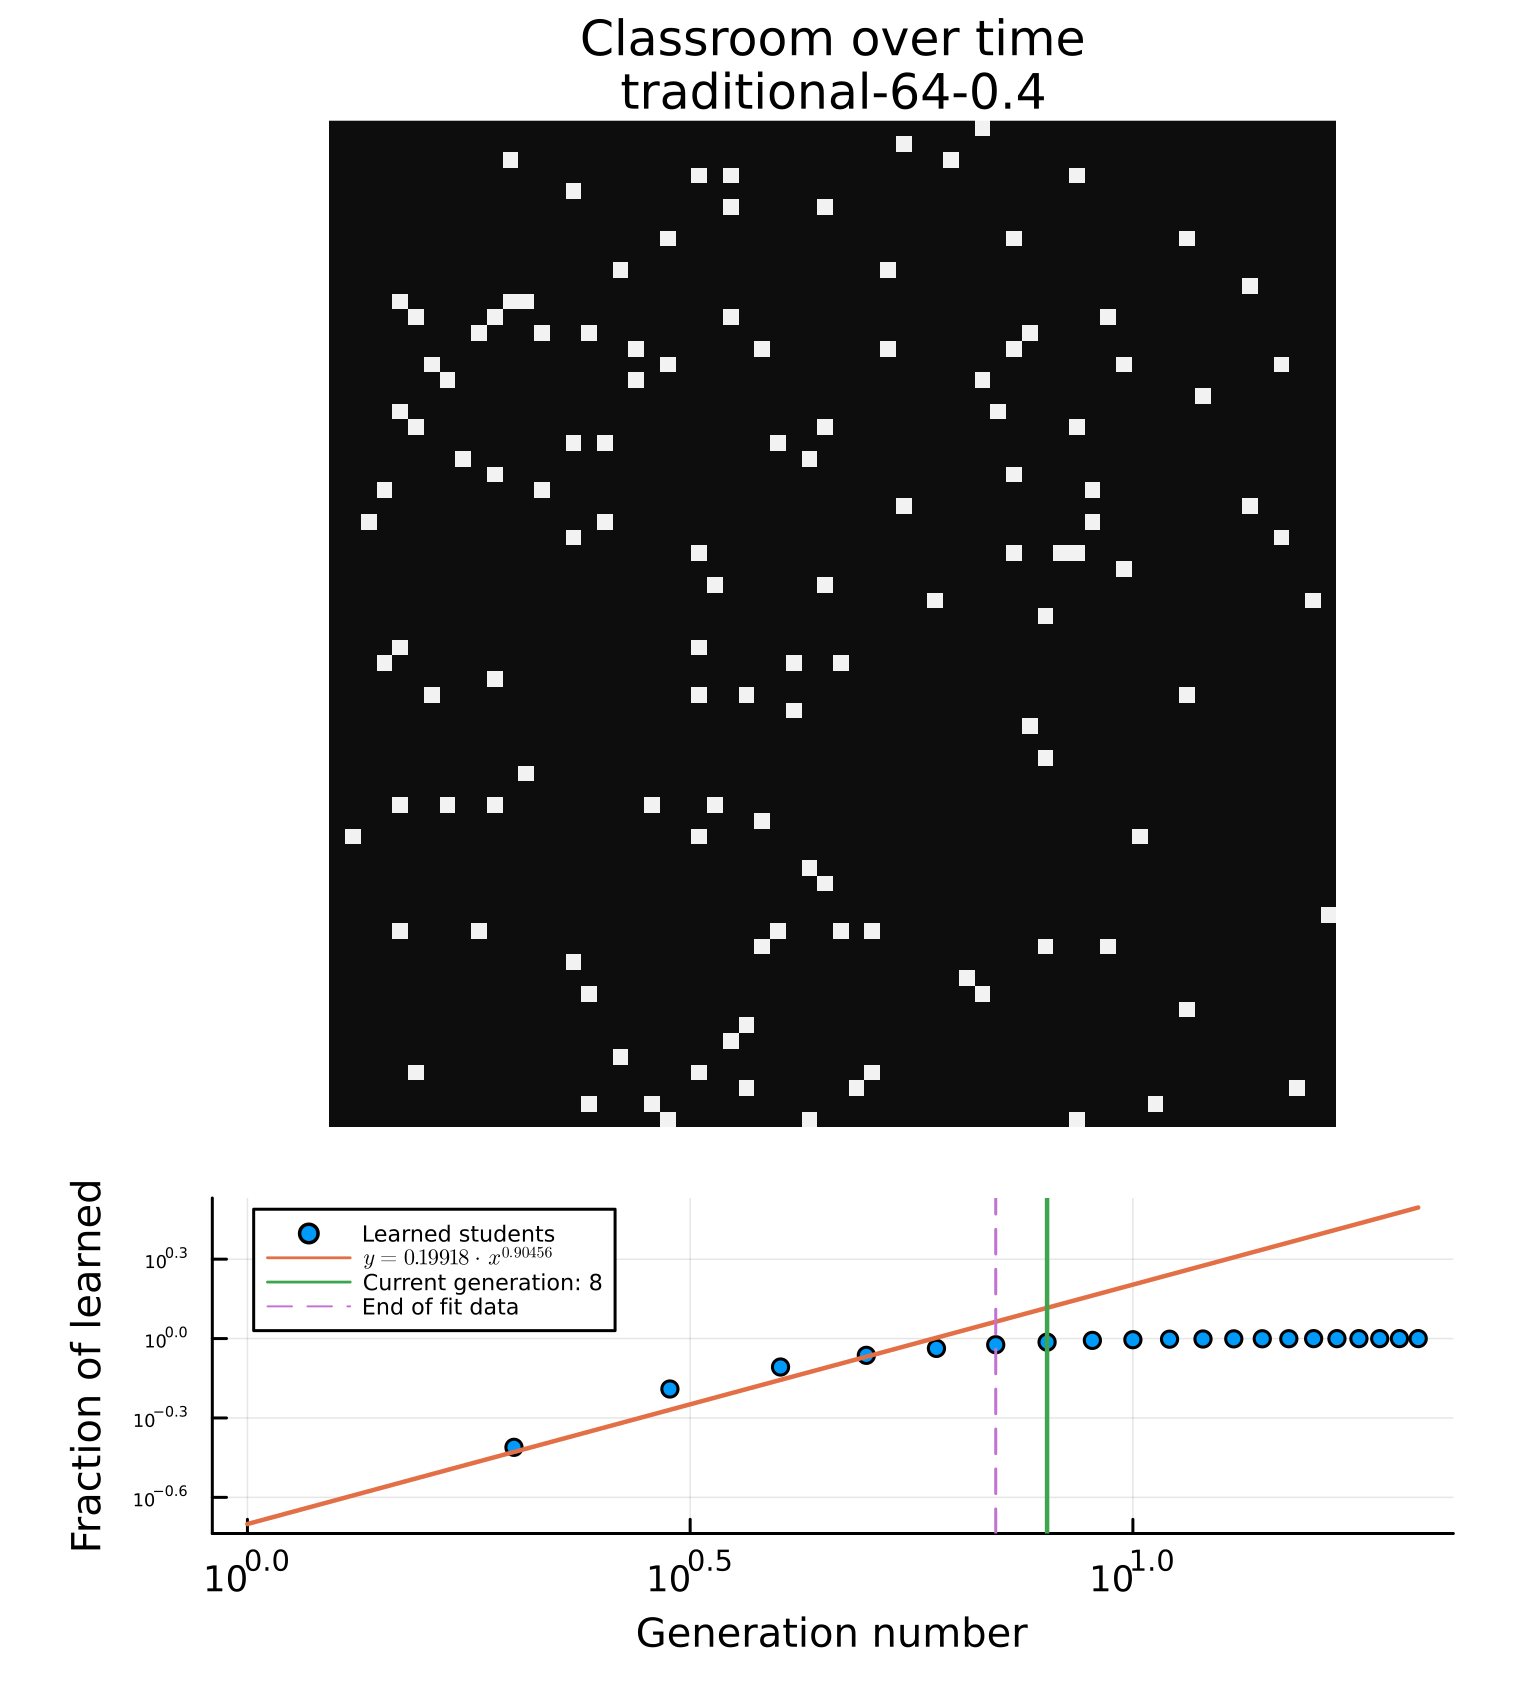 Classroom over time
traditional-64-0.4
Fraction of learned
10^0.3
10^0.0
10^−0.3
10^−0.6
Learned students
y = 0.19918 · x^0.90456
Current generation: 8
End of fit data
10^0.0
10^0.5
10^1.0
Generation number